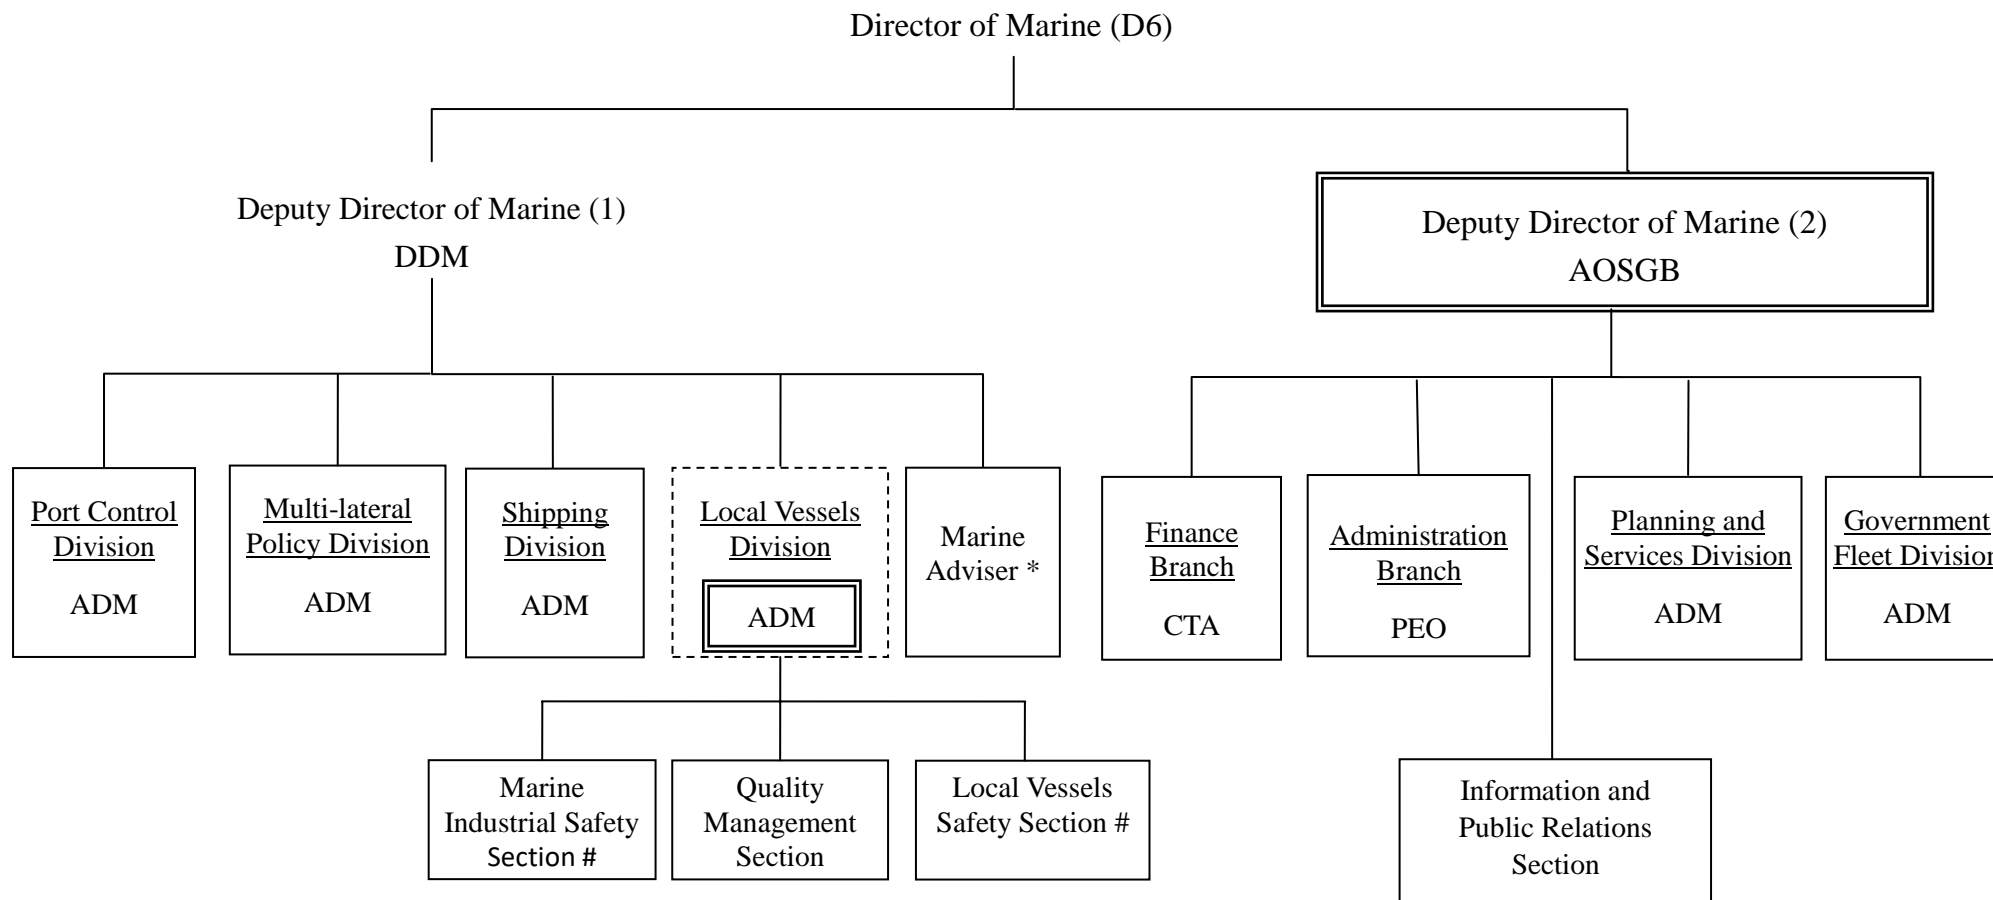 Director of Marine (D6)
Deputy Director of Marine (1)
DDM
Deputy Director of Marine (2)
AOSGB
Port Control
Division
ADM
Multi-lateral
Policy Division
ADM
Shipping
Division
ADM
Local Vessels
Division
ADM
Marine
Adviser *
Finance
Branch
CTA
Administration
Branch
PEO
Planning and
Services Division
ADM
Government
Fleet Division
ADM
Marine
Industrial Safety
Section #
Quality
Management
Section
Local Vessels
Safety Section #
Information and
Public Relations
Section